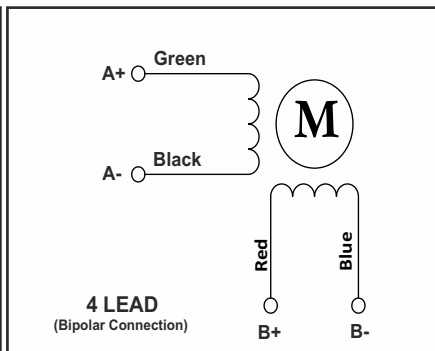 Green
A+
M
Black
A-
Red
Blue
4 LEAD
(Bipolar Connection)
B+
B-